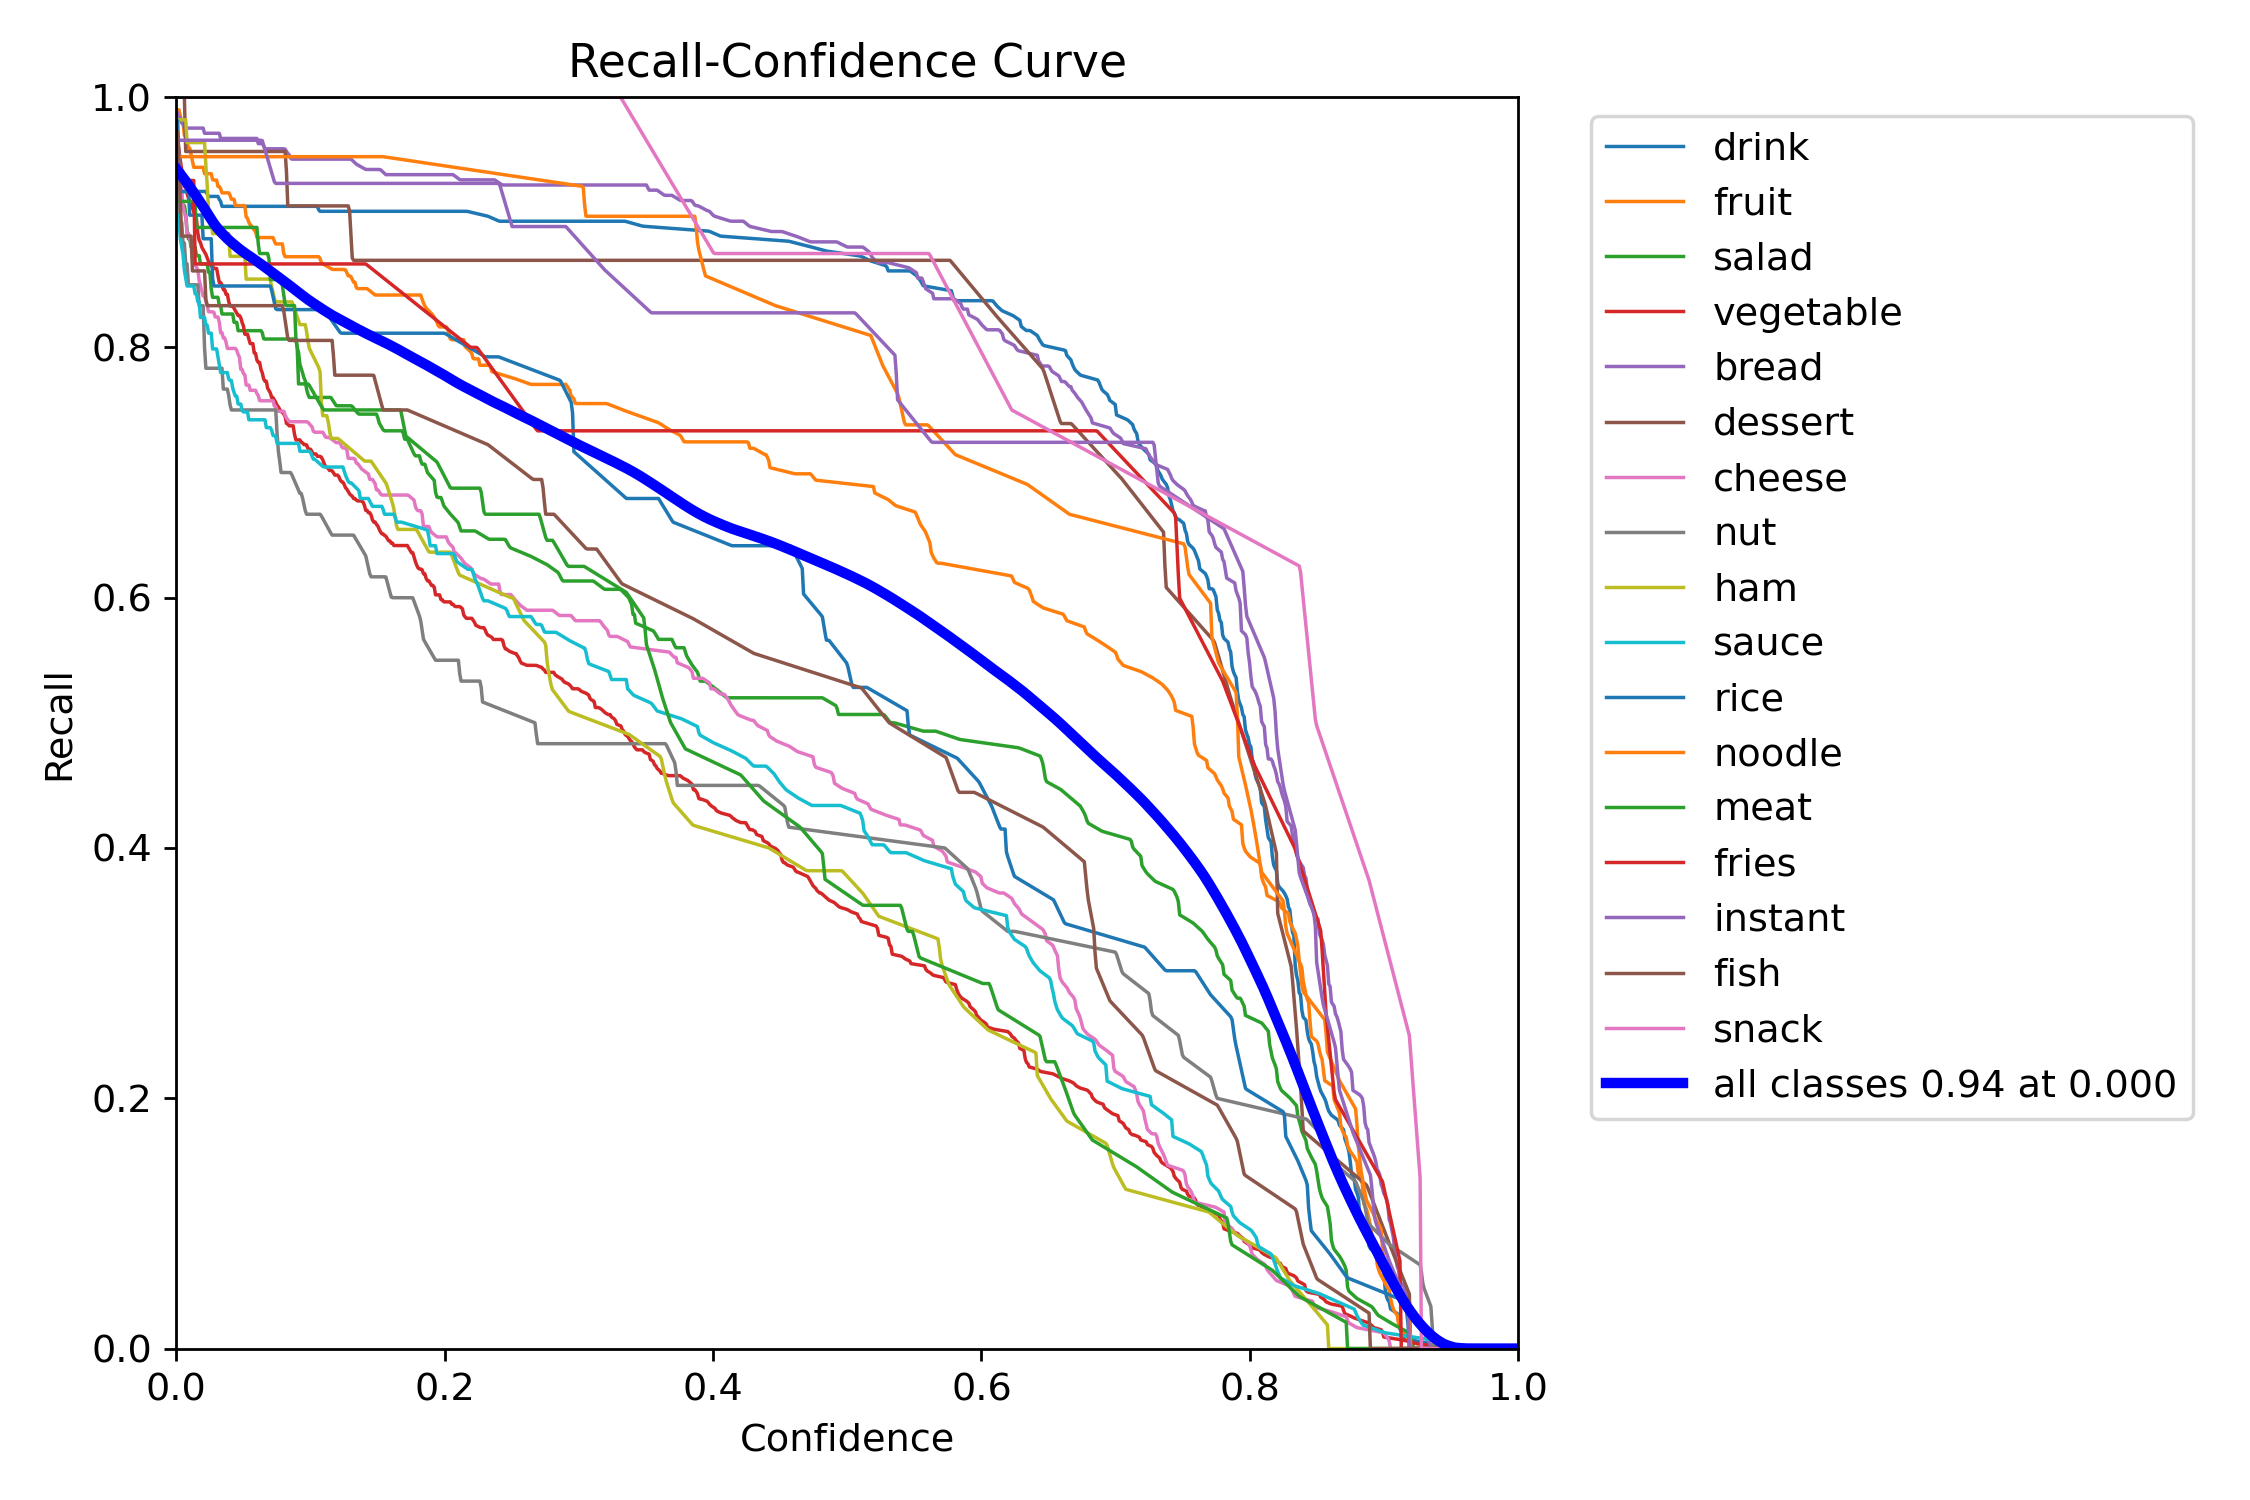 Recall-Confidence Curve
1.0
0.8
0.6
0.4
0.2
0.0
Recall
0.0 0.2 0.4 0.6 0.8 1.0
Confidence
drink
fruit
salad
vegetable
bread
dessert
cheese
nut
ham
sauce
rice
noodle
meat
fries
instant
fish
snack
all classes 0.94 at 0.000